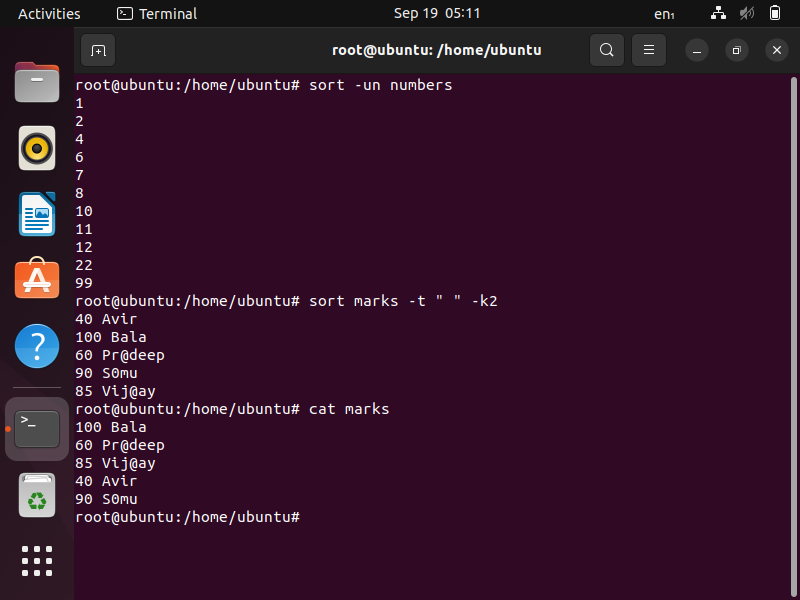 Activities Terminal Sep 19 05:11 en₁
root@ubuntu: /home/ubuntu
root@ubuntu:/home/ubuntu# sort -un numbers
1
2
4
6
7
8
10
11
12
22
99
root@ubuntu:/home/ubuntu# sort marks -t " " -k2
40 Avir
100 Bala
60 Pr@deep
90 S0mu
85 Vij@ay
root@ubuntu:/home/ubuntu# cat marks
100 Bala
60 Pr@deep
85 Vij@ay
40 Avir
90 S0mu
root@ubuntu:/home/ubuntu#